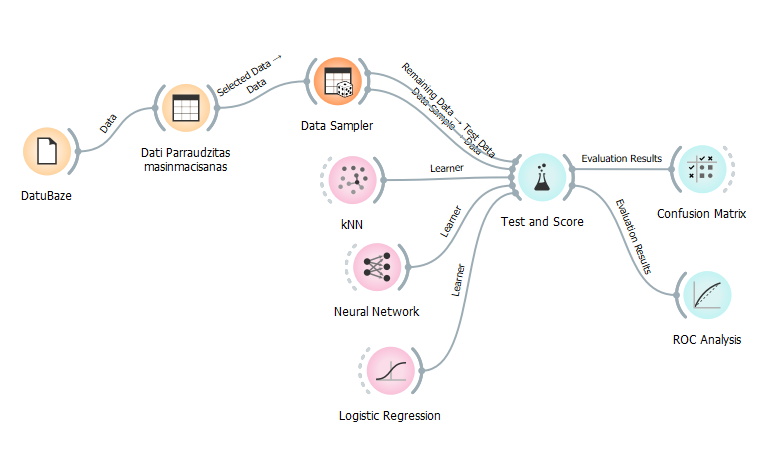 Selected Data →
Data
Remaining Data → Test Data
Data Sample → Data
Data
Data Sampler
Dati Parraudzitas
masinmacisanas
DatuBaze
Learner
kNN
Test and Score
Evaluation Results
Confusion Matrix
Learner
Neural Network
Evaluation Results
Learner
ROC Analysis
Logistic Regression